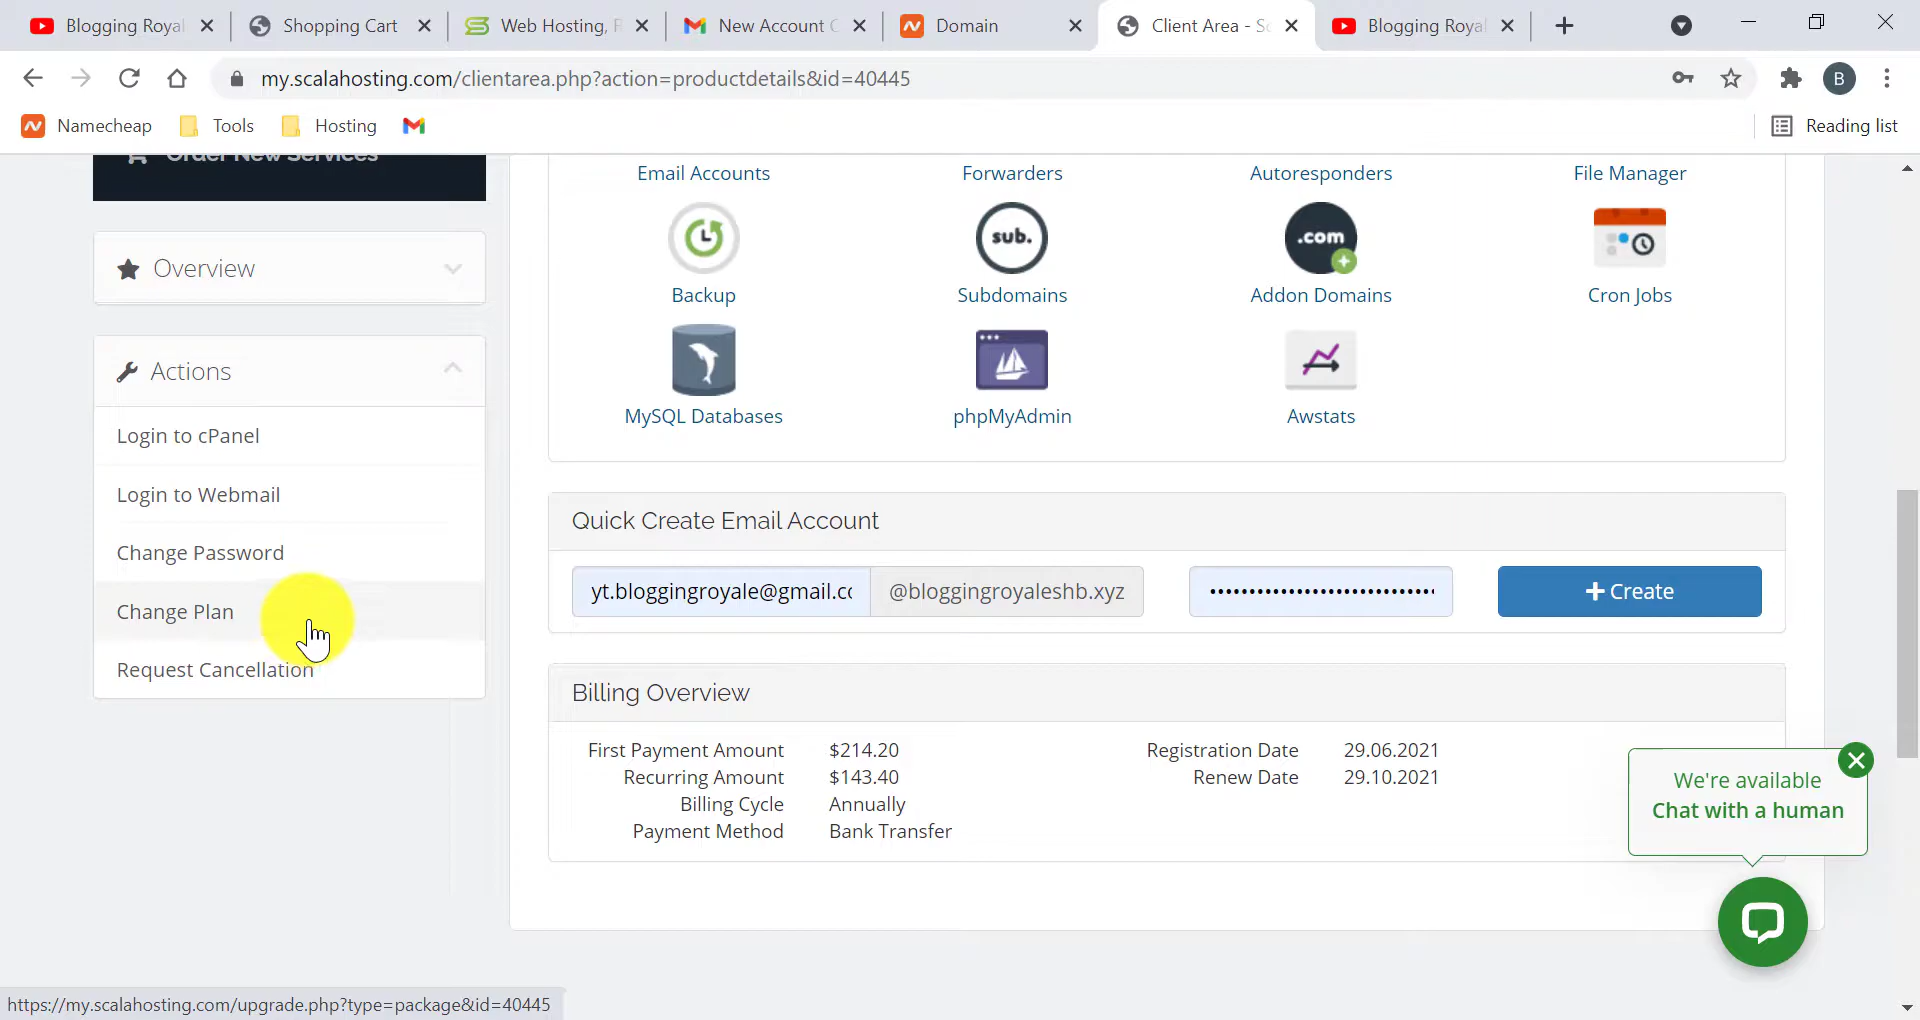 Blogging Royal
Shopping Cart
Web Hosting, R
New Account C
Domain
Client Area - Sc
Blogging Royal
my.scalahosting.com/clientarea.php?action=productdetails&id=40445
B
Namecheap
Tools
Hosting
Reading list
Order New Services
Overview
Actions
Login to cPanel
Login to Webmail
Change Password
Change Plan
Request Cancellation
Email Accounts
Forwarders
Autoresponders
File Manager
sub.
.com
Backup
Subdomains
Addon Domains
Cron Jobs
MySQL Databases
phpMyAdmin
Awstats
Quick Create Email Account
yt.bloggingroyale@gmail.cc
@bloggingroyaleshb.xyz
+ Create
Billing Overview
First Payment Amount $214.20
Registration Date 29.06.2021
Recurring Amount $143.40
Renew Date 29.10.2021
Billing Cycle Annually
Payment Method Bank Transfer
We're available
Chat with a human
https://my.scalahosting.com/upgrade.php?type=package&id=40445